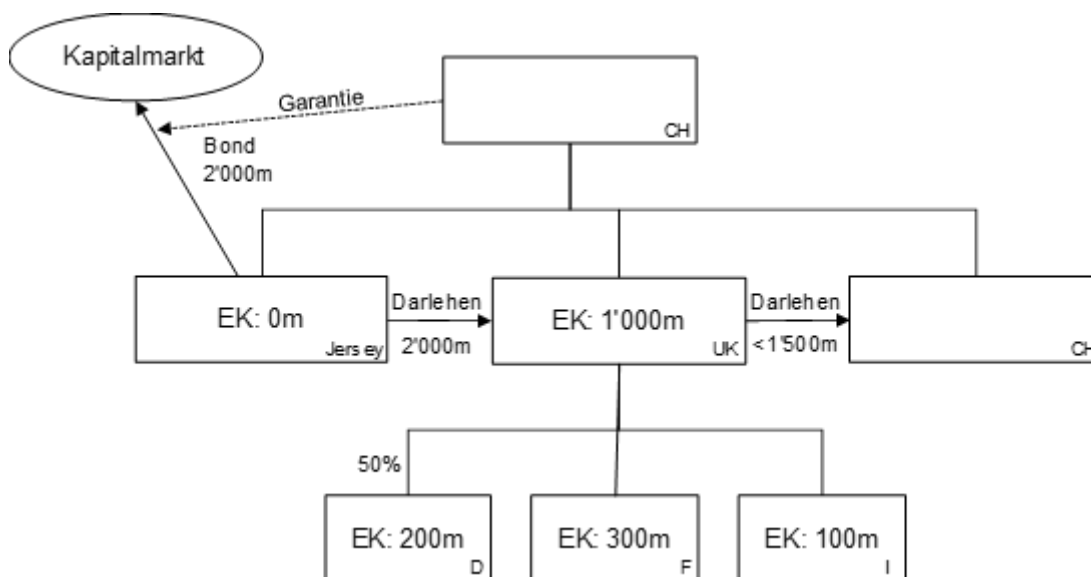 Kapitalmarkt
Garantie
CH
Bond
2'000m
EK: 0m
Jersey
Darlehen
2'000m
EK: 1'000m
UK
Darlehen
<1'500m
CH
50%
EK: 200m
D
EK: 300m
F
EK: 100m
I